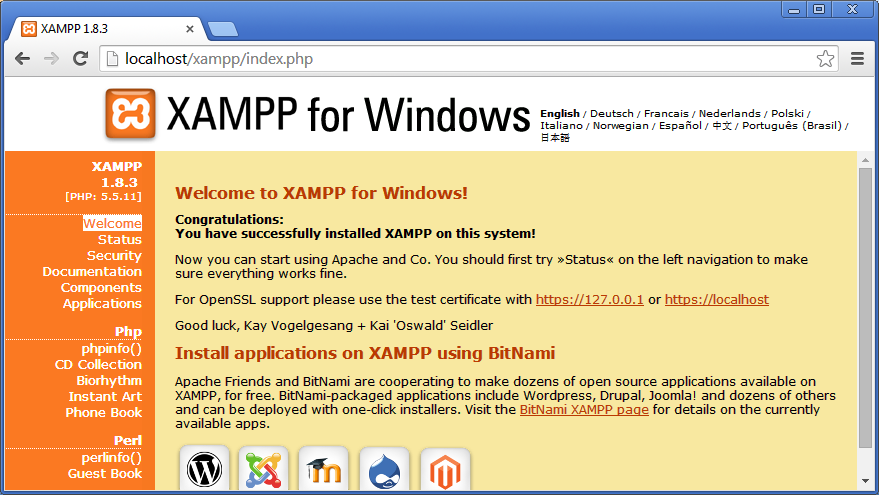 XAMPP 1.8.3
localhost/xampp/index.php
XAMPP for Windows
English / Deutsch / Francais / Nederlands / Polski /
Italiano / Norwegian / Español / 中文 / Português (Brasil) /
日本語
XAMPP
1.8.3
[PHP: 5.5.11]
Welcome
Status
Security
Documentation
Components
Applications
Php
phpinfo()
CD Collection
Biorhythm
Instant Art
Phone Book
Perl
perlinfo()
Guest Book
Welcome to XAMPP for Windows!
Congratulations:
You have successfully installed XAMPP on this system!
Now you can start using Apache and Co. You should first try »Status« on the left navigation to make
sure everything works fine.
For OpenSSL support please use the test certificate with https://127.0.0.1 or https://localhost
Good luck, Kay Vogelgesang + Kai 'Oswald' Seidler
Install applications on XAMPP using BitNami
Apache Friends and BitNami are cooperating to make dozens of open source applications available on
XAMPP, for free. BitNami-packaged applications include Wordpress, Drupal, Joomla! and dozens of others
and can be deployed with one-click installers. Visit the BitNami XAMPP page for details on the currently
available apps.